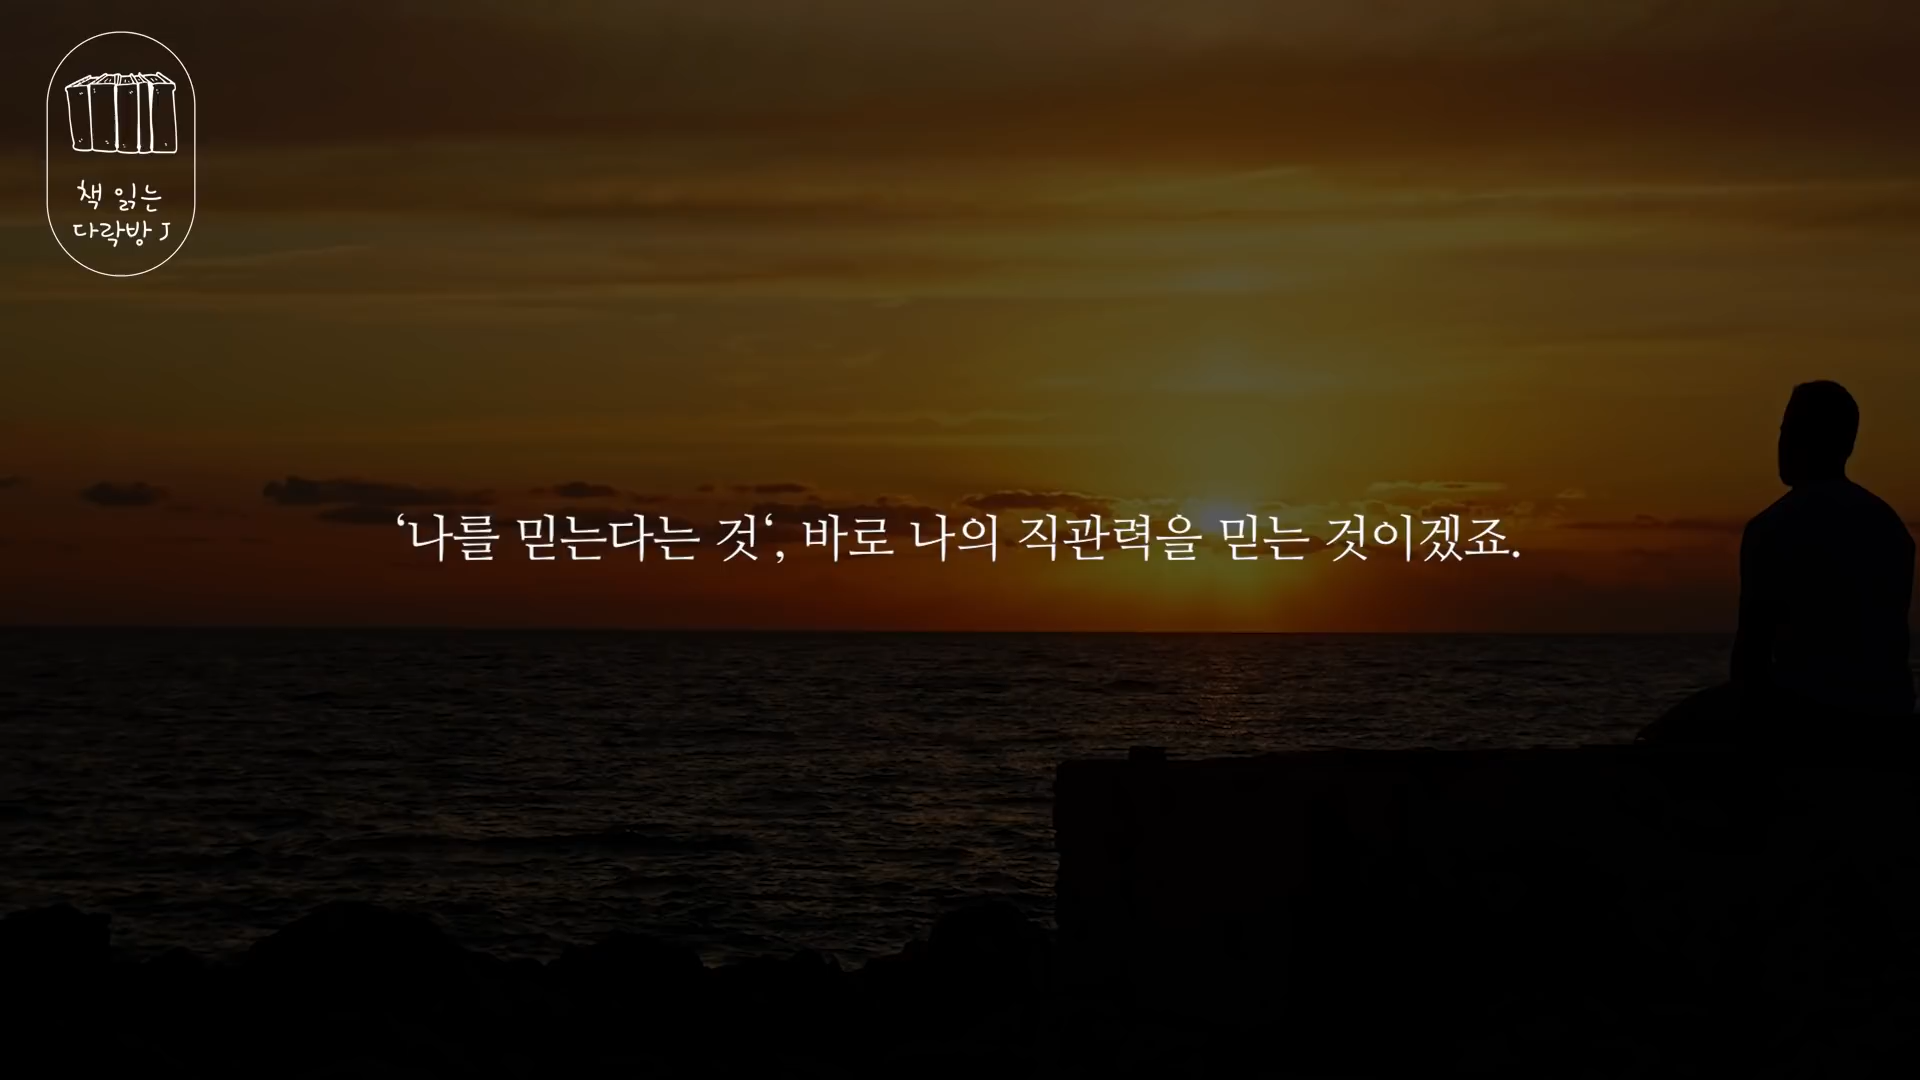 책 읽는
다락방 J
‘나를 믿는다는 것‘, 바로 나의 직관력을 믿는 것이겠죠.